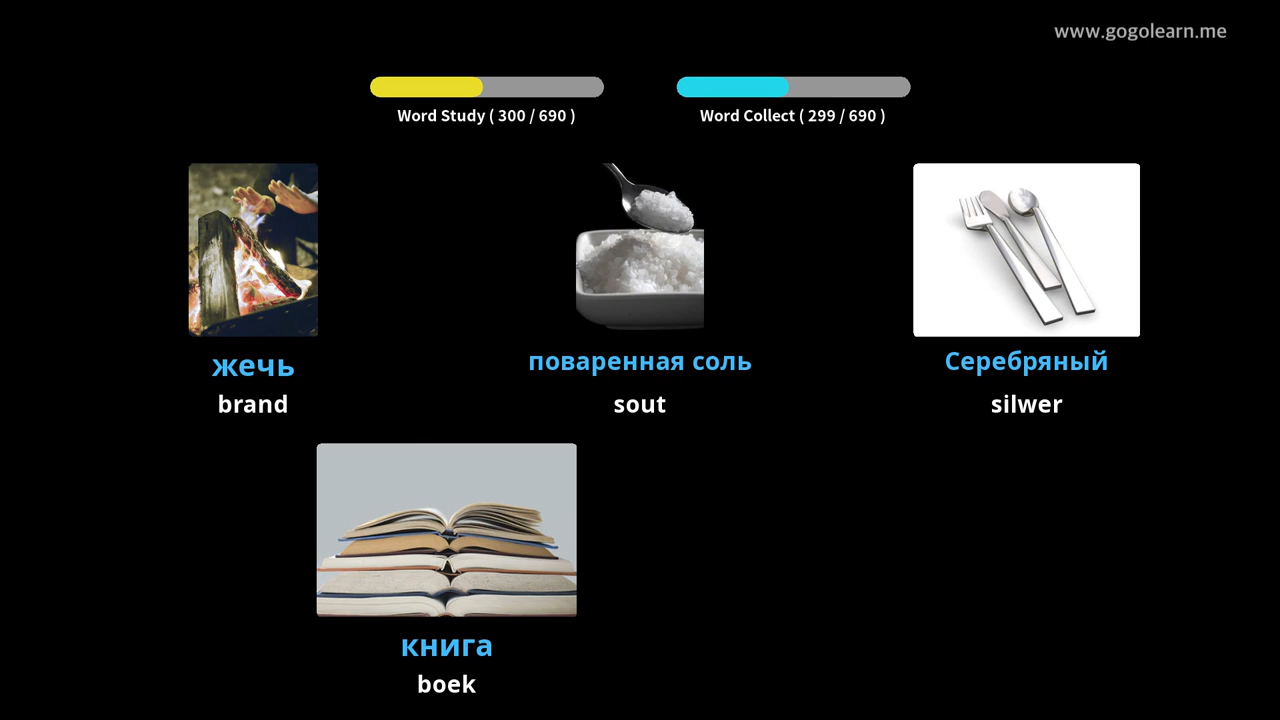 www.gogolearn.me
Word Study ( 300 / 690 )
Word Collect ( 299 / 690 )
жечь
brand
поваренная соль
sout
Серебряный
silwer
книга
boek